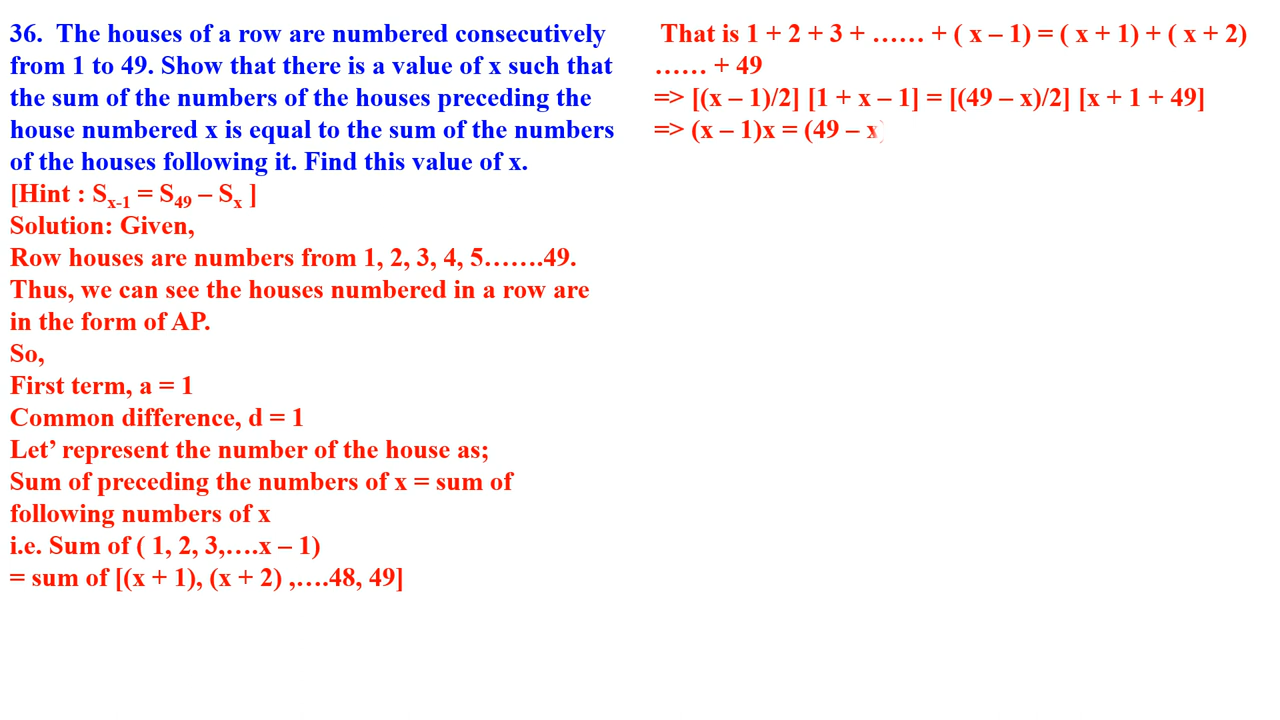 36. The houses of a row are numbered consecutively
from 1 to 49. Show that there is a value of x such that
the sum of the numbers of the houses preceding the
house numbered x is equal to the sum of the numbers
of the houses following it. Find this value of x.
[Hint : Sx-1 = S49 – Sx ]
Solution: Given,
Row houses are numbers from 1, 2, 3, 4, 5…….49.
Thus, we can see the houses numbered in a row are
in the form of AP.
So,
First term, a = 1
Common difference, d = 1
Let’ represent the number of the house as;
Sum of preceding the numbers of x = sum of
following numbers of x
i.e. Sum of ( 1, 2, 3,….x – 1)
= sum of [(x + 1), (x + 2) ,….48, 49]
That is 1 + 2 + 3 + …… + ( x – 1) = ( x + 1) + ( x + 2)
…… + 49
=> [(x – 1)/2] [1 + x – 1] = [(49 – x)/2] [x + 1 + 49]
=> (x – 1)x = (49 – x)